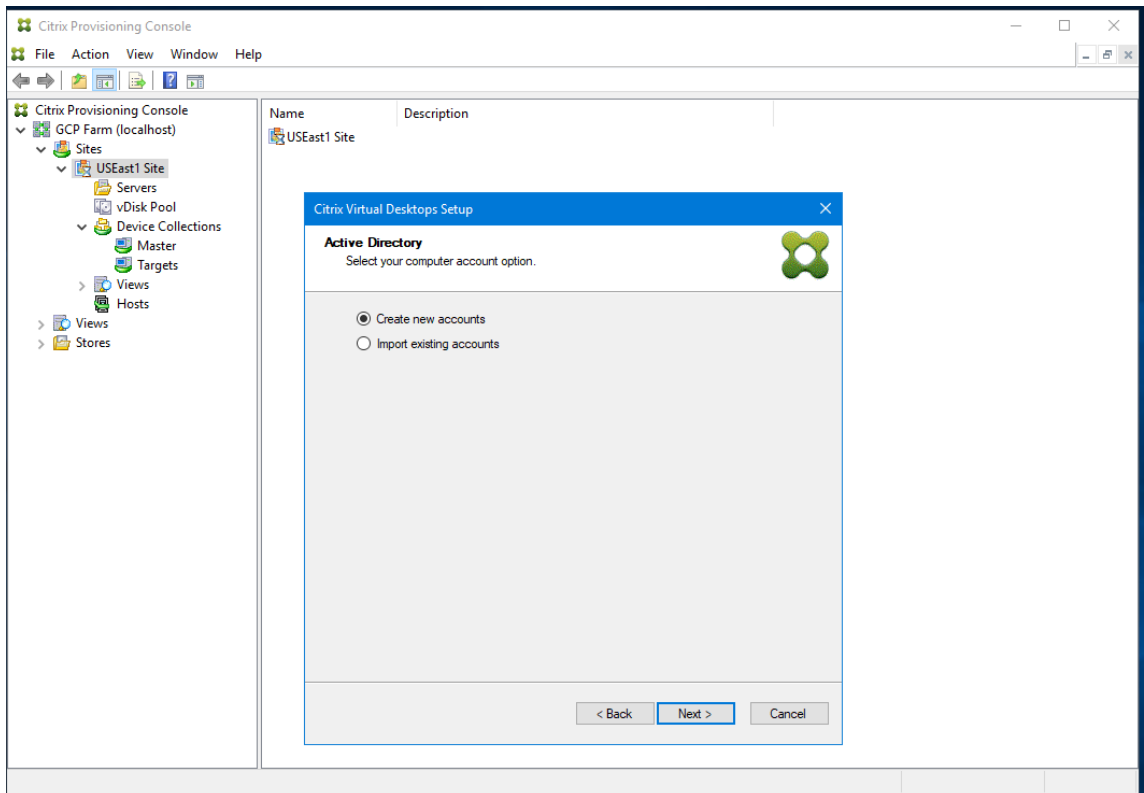 Citrix Provisioning Console
File Action View Window Help
Citrix Provisioning Console
GCP Farm (localhost)
Sites
USEast1 Site
Servers
vDisk Pool
Device Collections
Master
Targets
Views
Hosts
Views
Stores
Name Description
USEast1 Site
Citrix Virtual Desktops Setup
Active Directory
Select your computer account option.
Create new accounts
Import existing accounts
< Back Next > Cancel